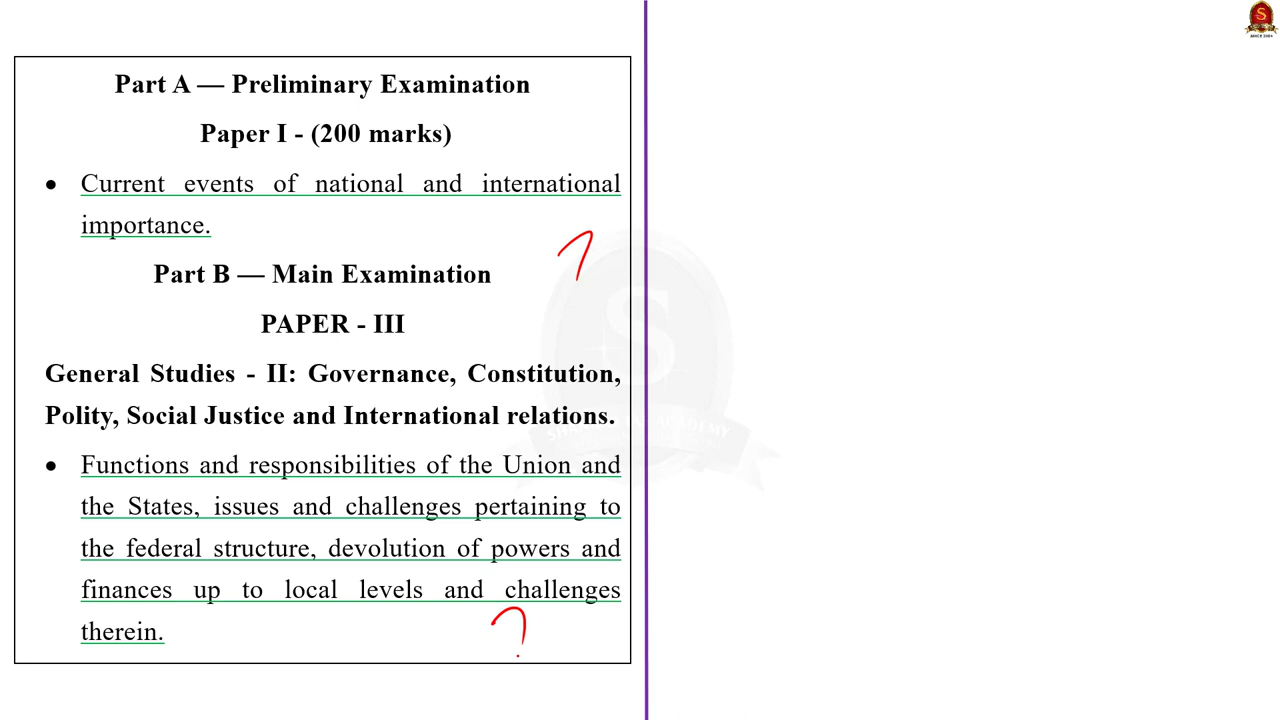 Part A — Preliminary Examination
Paper I - (200 marks)
• Current events of national and international
importance.
?
Part B — Main Examination
PAPER - III
General Studies - II: Governance, Constitution,
Polity, Social Justice and International relations.
• Functions and responsibilities of the Union and
the States, issues and challenges pertaining to
the federal structure, devolution of powers and
finances up to local levels and challenges
therein.
?
S
SINCE 2004